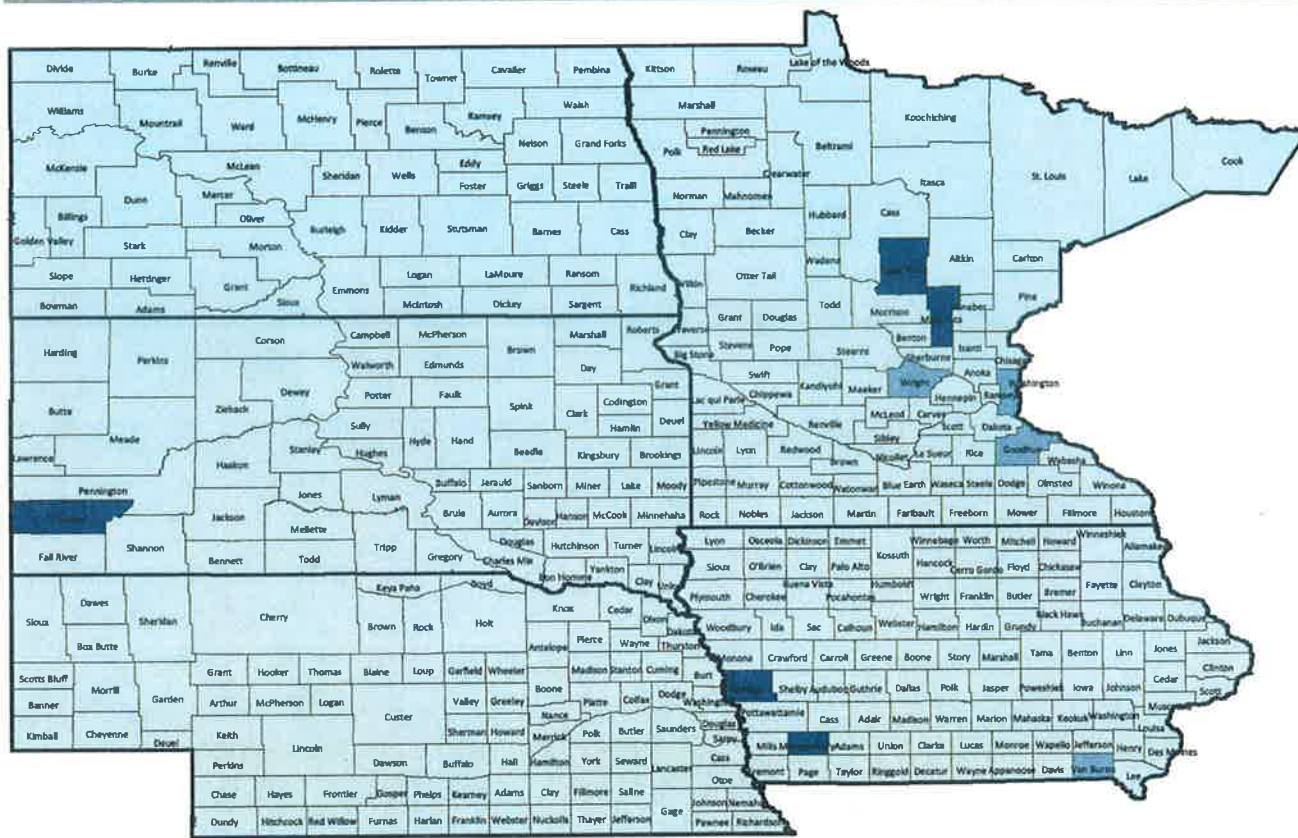 Divide Burke Renville Bottineau Rolette Towner Cavalier Pembina Kittson Roseau Lake of the Woods
Williams Mountrail Ward McHenry Pierce Benson Ramsey Walsh Marshall Koochiching
McKenzie McLean Sheridan Wells Eddy Foster Nelson Grand Forks Polk Pennington Red Lake Beltrami Clearwater Itasca St. Louis Lake Cook
Dunn Mercer Oliver Griggs Steele Traill Norman Mahnomen Hubbard Cass
Golden Valley Billings Stark Morton Burleigh Kidder Stutsman Barnes Cass Clay Becker Wadena Aitkin Carlton
Slope Hettinger Grant Emmons Logan LaMoure Ransom Richland Wilkin Otter Tail Todd Morrison Pine
Bowman Adams Sioux McIntosh Dickey Sargent Grant Douglas Benton
Harding Perkins Corson Campbell McPherson Brown Marshall Roberts Traverse Stevens Pope Stearns Sherburne Isanti Chisago
Walworth Edmunds Day Big Stone Swift Wright Anoka Washington
Butte Meade Ziebach Dewey Potter Faulk Spink Clark Codington Grant Lac qui Parle Chippewa Kandiyohi Meeker Hennepin Ramsey
Sully Hyde Hand Hamlin Deuel Yellow Medicine Renville McLeod Carver Scott Dakota
Lawrence Haakon Stanley Hughes Beadle Kingsbury Brookings Lincoln Lyon Redwood Brown Sibley Nicollet Le Sueur Rice Goodhue Wabasha
Pennington Jones Lyman Buffalo Jerauld Sanborn Miner Lake Moody Pipestone Murray Cottonwood Watonwan Blue Earth Waseca Steele Dodge Olmsted Winona
Jackson Mellette Brule Aurora Davison Hanson McCook Minnehaha Rock Nobles Jackson Martin Faribault Freeborn Mower Fillmore Houston
Fall River Shannon Bennett Todd Tripp Gregory Douglas Charles Mix Hutchinson Turner Lincoln Bon Homme Yankton Clay Union
Lyon Osceola Dickinson Emmet Kossuth Winnebago Worth Mitchell Howard Winneshiek Allamakee
Sioux O'Brien Clay Palo Alto Hancock Cerro Gordo Floyd Chickasaw Fayette Clayton
Dawes Sioux Sheridan Cherry Keya Paha Boyd Brown Rock Holt Knox Cedar Dixon Dakota
Plymouth Cherokee Buena Vista Pocahontas Humboldt Wright Franklin Butler Bremer
Box Butte Antelope Pierce Wayne Thurston Woodbury Ida Sac Calhoun Webster Hamilton Hardin Grundy Black Hawk Buchanan Delaware Dubuque
Scotts Bluff Morrill Garden Grant Hooker Thomas Blaine Loup Garfield Wheeler Madison Stanton Cuming Burt Monona Crawford Carroll Greene Boone Story Marshall Tama Benton Linn Jones Jackson
Banner Arthur McPherson Logan Custer Valley Greeley Boone Nance Platte Colfax Dodge Washington Shelby Audubon Guthrie Dallas Polk Jasper Poweshiek Iowa Johnson Cedar Clinton Scott
Kimball Cheyenne Deuel Keith Lincoln Sherman Howard Merrick Polk Butler Saunders Douglas Sarpy Pottawattamie Cass Adair Madison Warren Marion Mahaska Keokuk Washington Louisa
Perkins Dawson Buffalo Hall Hamilton York Seward Lancaster Cass Otoe Mills Adams Union Clarke Lucas Monroe Wapello Jefferson Henry Des Moines
Chase Hayes Frontier Gosper Phelps Kearney Adams Clay Fillmore Saline Gage Johnson Nemaha Page Taylor Ringgold Decatur Wayne Appanoose Davis Van Buren Lee
Dundy Hitchcock Red Willow Furnas Harlan Franklin Webster Nuckolls Thayer Jefferson Pawnee Richardson